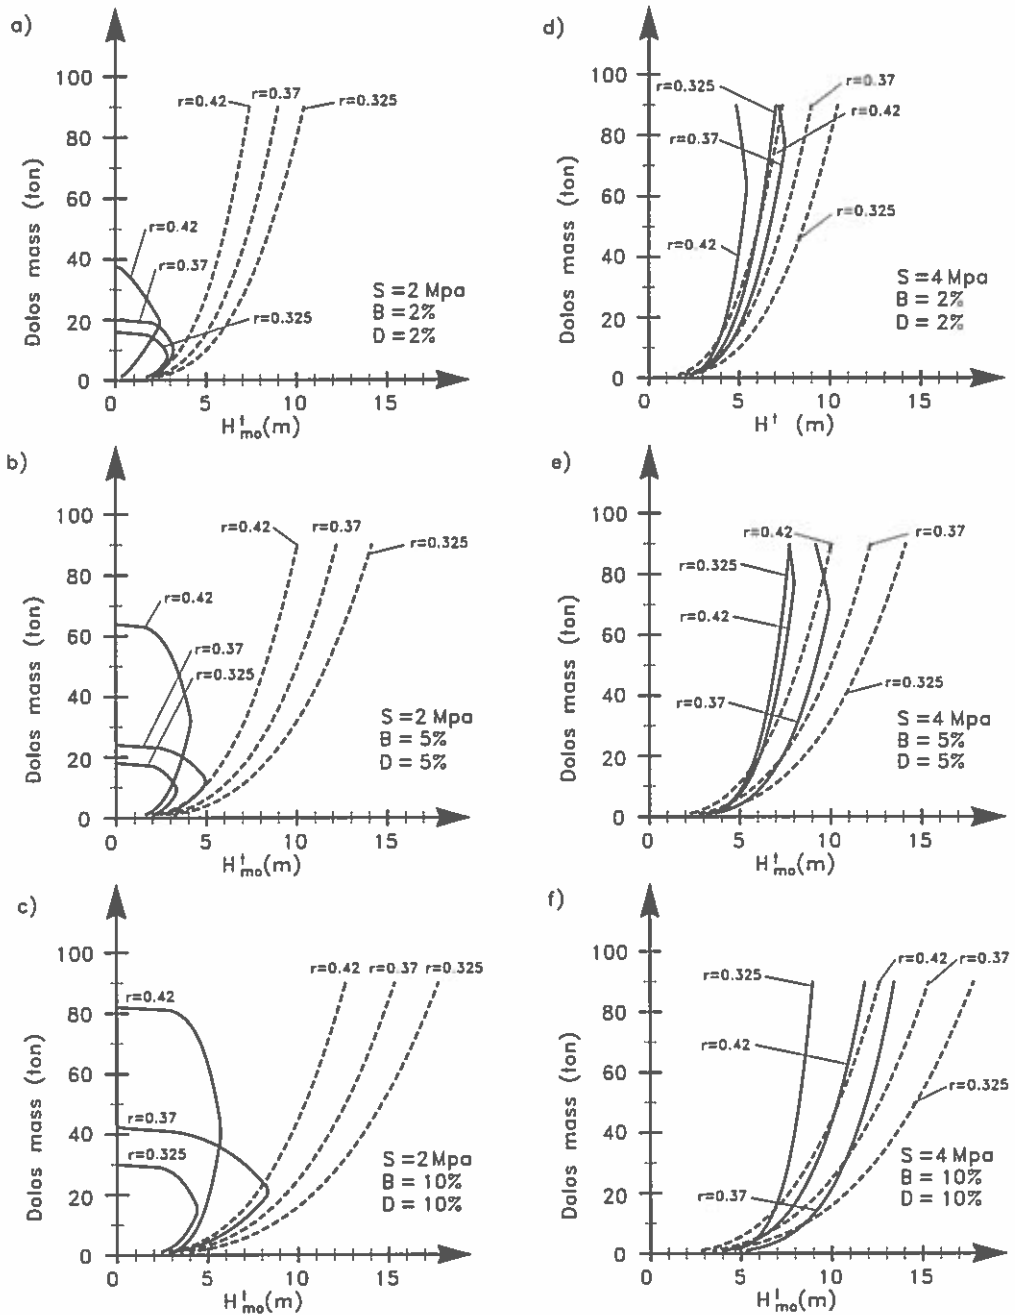 a)
Dolos mass (ton)
100
80
60
40
20
0
r=0.42
r=0.37
r=0.325
r=0.42
r=0.37
r=0.325
S = 2 Mpa
B = 2%
D = 2%
0
5
10
15
H^t_mo (m)
d)
Dolos mass (ton)
100
80
60
40
20
0
r=0.325
r=0.37
r=0.37
r=0.42
r=0.325
r=0.42
S = 4 Mpa
B = 2%
D = 2%
0
5
10
15
H^t (m)
b)
Dolos mass (ton)
100
80
60
40
20
0
r=0.42
r=0.37
r=0.325
r=0.42
r=0.37
r=0.325
S = 2 Mpa
B = 5%
D = 5%
0
5
10
15
H^t_mo (m)
e)
Dolos mass (ton)
100
80
60
40
20
0
r=0.42
r=0.37
r=0.325
r=0.42
r=0.37
r=0.325
S = 4 Mpa
B = 5%
D = 5%
0
5
10
15
H^t_mo (m)
c)
Dolos mass (ton)
100
80
60
40
20
0
r=0.42
r=0.37
r=0.325
r=0.42
r=0.37
r=0.325
S = 2 Mpa
B = 10%
D = 10%
0
5
10
15
H^t_mo (m)
f)
Dolos mass (ton)
100
80
60
40
20
0
r=0.325
r=0.42
r=0.37
r=0.42
r=0.325
r=0.37
S = 4 Mpa
B = 10%
D = 10%
0
5
10
15
H^t_mo (m)